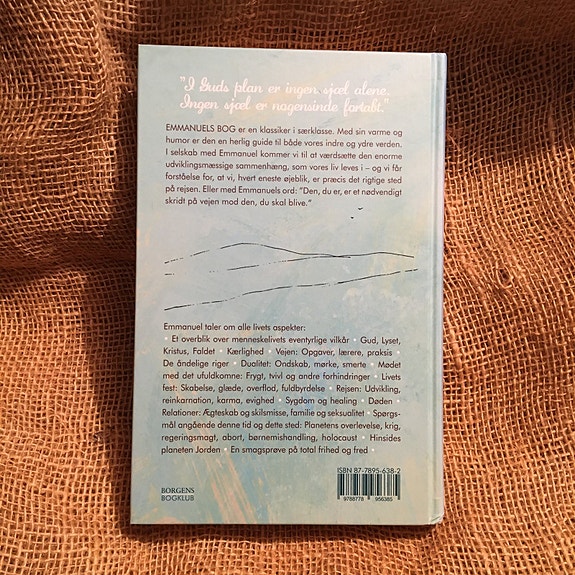 "I Guds plan er ingen sjæl alene.
Ingen sjæl er nogensinde fortabt."
EMMANUELS BOG er en klassiker i særklasse. Med sin varme og
humor er den en herlig guide til både vores indre og ydre verden.
I selskab med Emmanuel kommer vi til at værdsætte den enorme
udviklingsmæssige sammenhæng, som vores liv leves i – og vi får
forståelse for, at vi, hvert eneste øjeblik, er præcis det rigtige sted
på rejsen. Eller med Emmanuels ord: "Den, du er, er et nødvendigt
skridt på vejen mod den, du skal blive."
Emmanuel taler om alle livets aspekter:
• Et overblik over menneskelivets eventyrlige vilkår • Gud, Lyset,
Kristus, Faldet • Kærlighed • Vejen: Opgaver, lærere, praksis •
De åndelige riger • Dualitet: Ondskab, mørke, smerte • Mødet
med det ufuldkomne: Frygt, tvivl og andre forhindringer • Livets
fest: Skabelse, glæde, overflod, fuldbyrdelse • Rejsen: Udvikling,
reinkarnation, karma, evighed • Sygdom og healing • Døden •
Relationer: Ægteskab og skilsmisse, familie og seksualitet • Spørgs-
mål angående denne tid og dette sted: Planetens overlevelse, krig,
regeringsmagt, abort, børnemishandling, holocaust • Hinsides
planeten Jorden • En smagsprøve på total frihed og fred •
ISBN 87-7895-638-2
9788778 956385
BORGENS
BOGKLUB